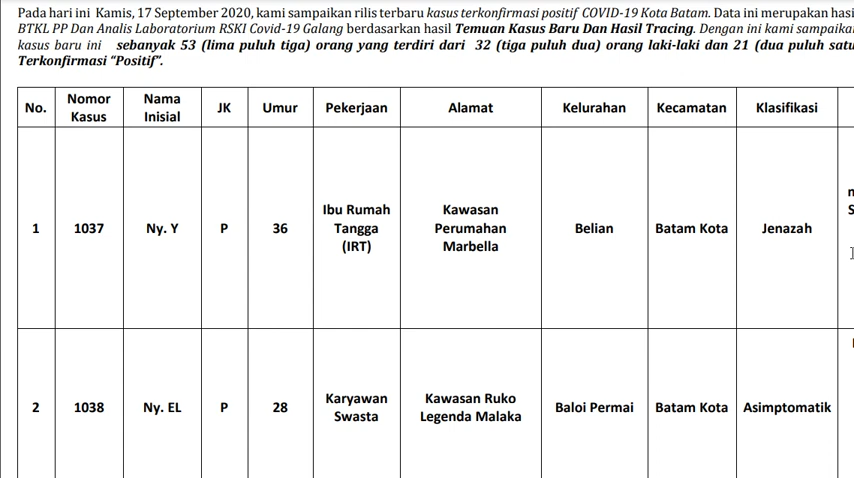 Pada hari ini Kamis, 17 September 2020, kami sampaikan rilis terbaru kasus terkonfirmasi positif COVID-19 Kota Batam. Data ini merupakan hasi
BTKL PP Dan Analis Laboratorium RSKI Covid-19 Galang berdasarkan hasil Temuan Kasus Baru Dan Hasil Tracing. Dengan ini kami sampaikan
kasus baru ini sebanyak 53 (lima puluh tiga) orang yang terdiri dari 32 (tiga puluh dua) orang laki-laki dan 21 (dua puluh satu
Terkonfirmasi “Positif”.
No. Nomor Kasus Nama Inisial JK Umur Pekerjaan Alamat Kelurahan Kecamatan Klasifikasi
1 1037 Ny. Y P 36 Ibu Rumah Tangga (IRT) Kawasan Perumahan Marbella Belian Batam Kota Jenazah
2 1038 Ny. EL P 28 Karyawan Swasta Kawasan Ruko Legenda Malaka Baloi Permai Batam Kota Asimptomatik